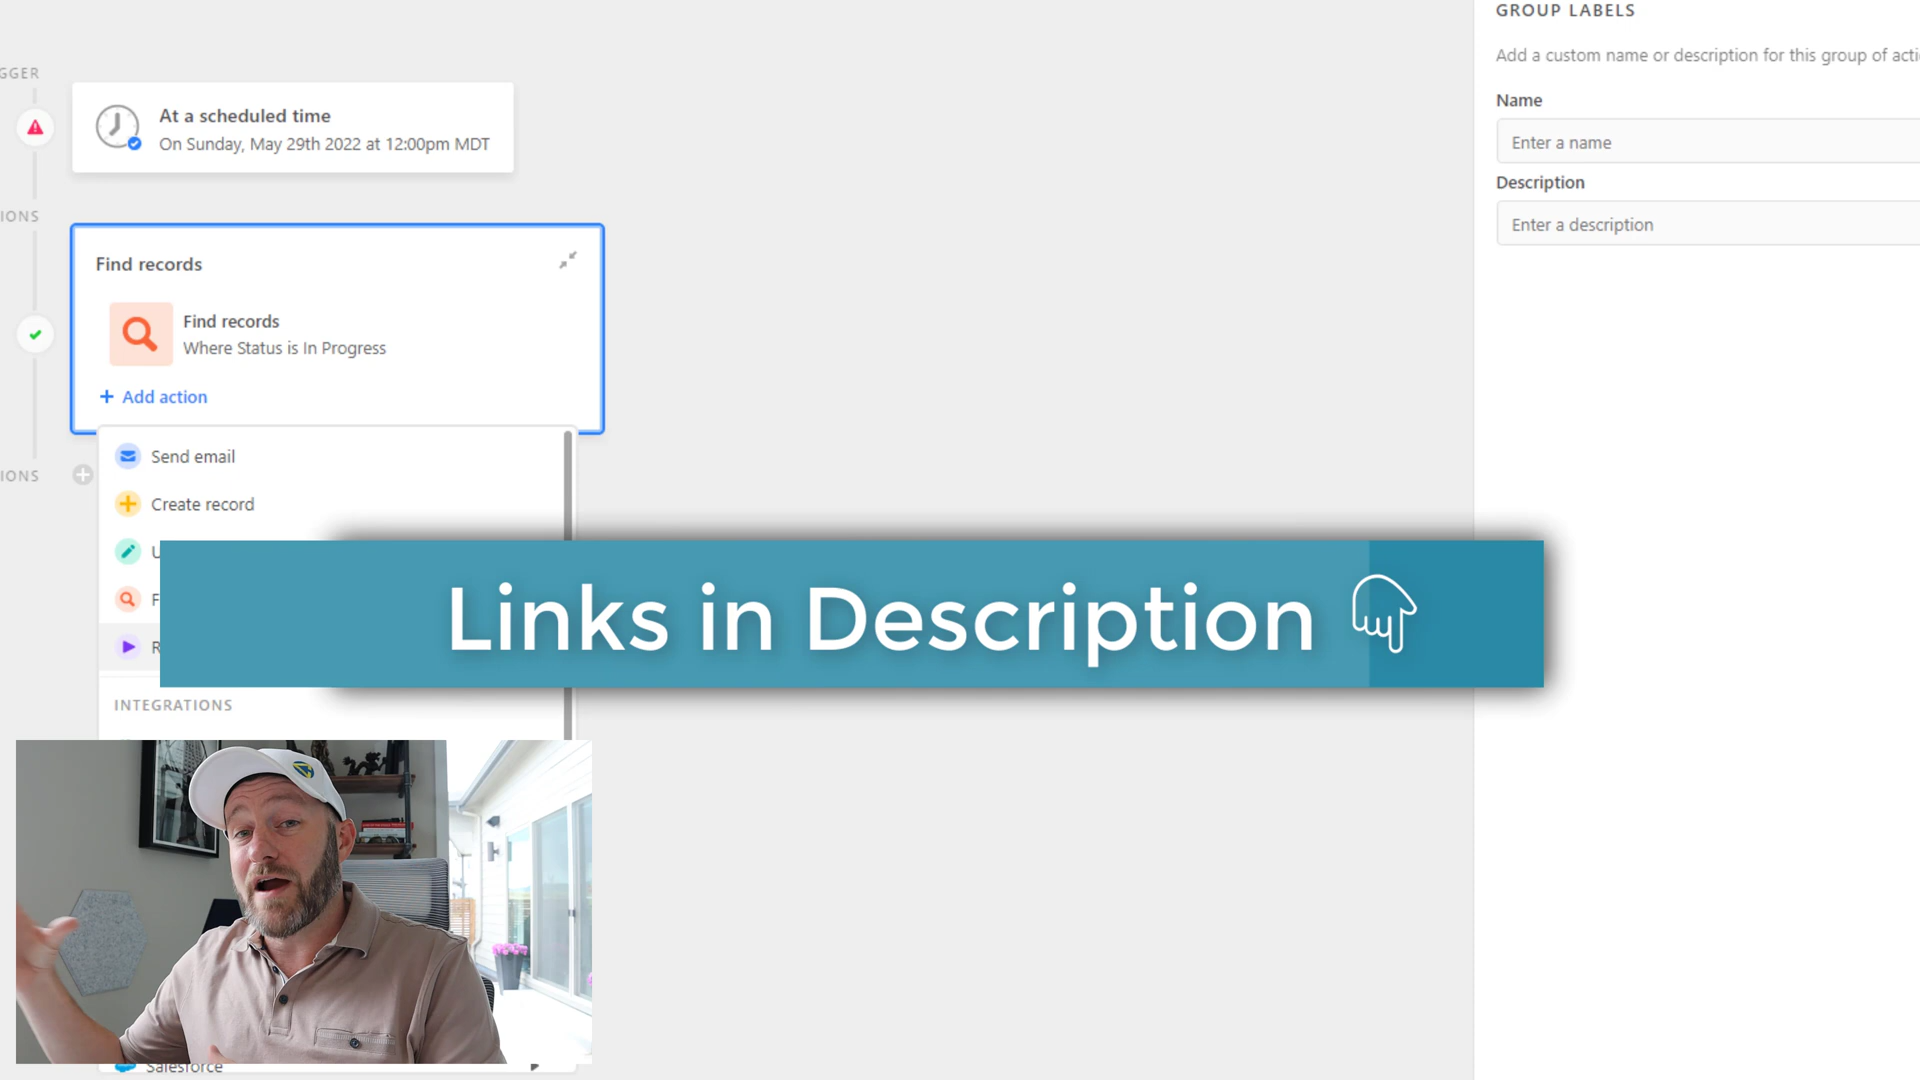 GROUP LABELS
Add a custom name or description for this group of acti
Name
Enter a name
Description
Enter a description
GGER
At a scheduled time
On Sunday, May 29th 2022 at 12:00pm MDT
IONS
Find records
Find records
Where Status is In Progress
+ Add action
IONS
Send email
Create record
U
F
R
Links in Description
INTEGRATIONS
Salesforce